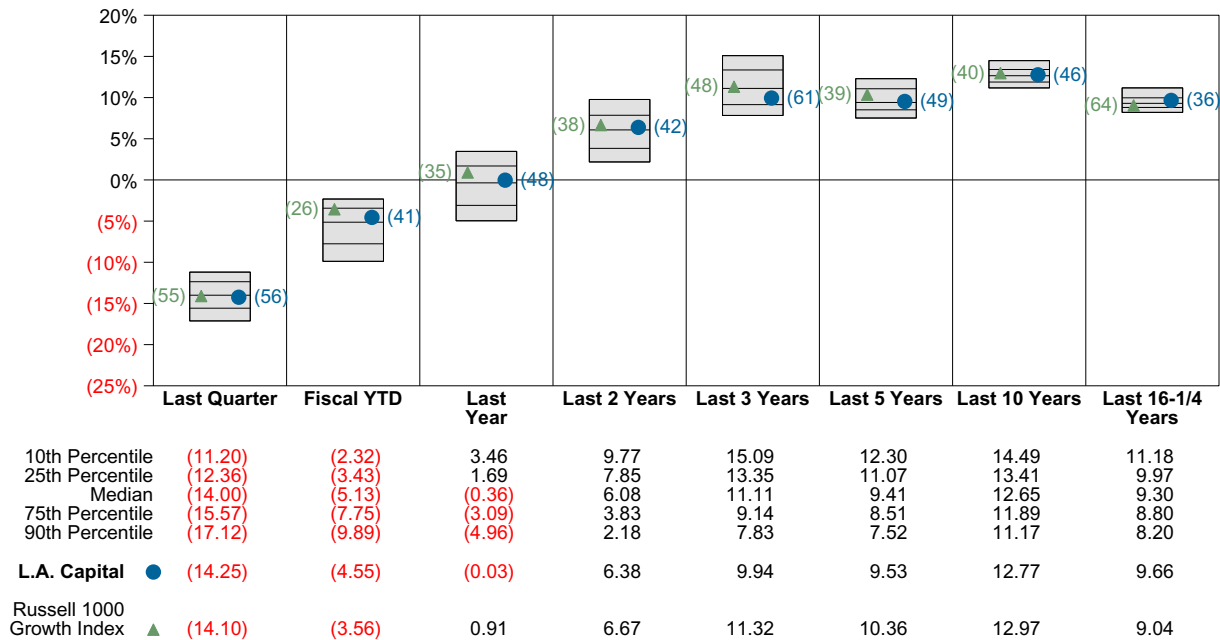 20%
15%
10%
5%
0%
(5%)
(10%)
(15%)
(20%)
(25%)
(55) (56)
(26) (41)
(35) (48)
(38) (42)
(48) (61)
(39) (49)
(40) (46)
(64) (36)
Last Quarter Fiscal YTD Last Year Last 2 Years Last 3 Years Last 5 Years Last 10 Years Last 16-1/4 Years
10th Percentile (11.20) (2.32) 3.46 9.77 15.09 12.30 14.49 11.18
25th Percentile (12.36) (3.43) 1.69 7.85 13.35 11.07 13.41 9.97
Median (14.00) (5.13) (0.36) 6.08 11.11 9.41 12.65 9.30
75th Percentile (15.57) (7.75) (3.09) 3.83 9.14 8.51 11.89 8.80
90th Percentile (17.12) (9.89) (4.96) 2.18 7.83 7.52 11.17 8.20
L.A. Capital (14.25) (4.55) (0.03) 6.38 9.94 9.53 12.77 9.66
Russell 1000
Growth Index (14.10) (3.56) 0.91 6.67 11.32 10.36 12.97 9.04